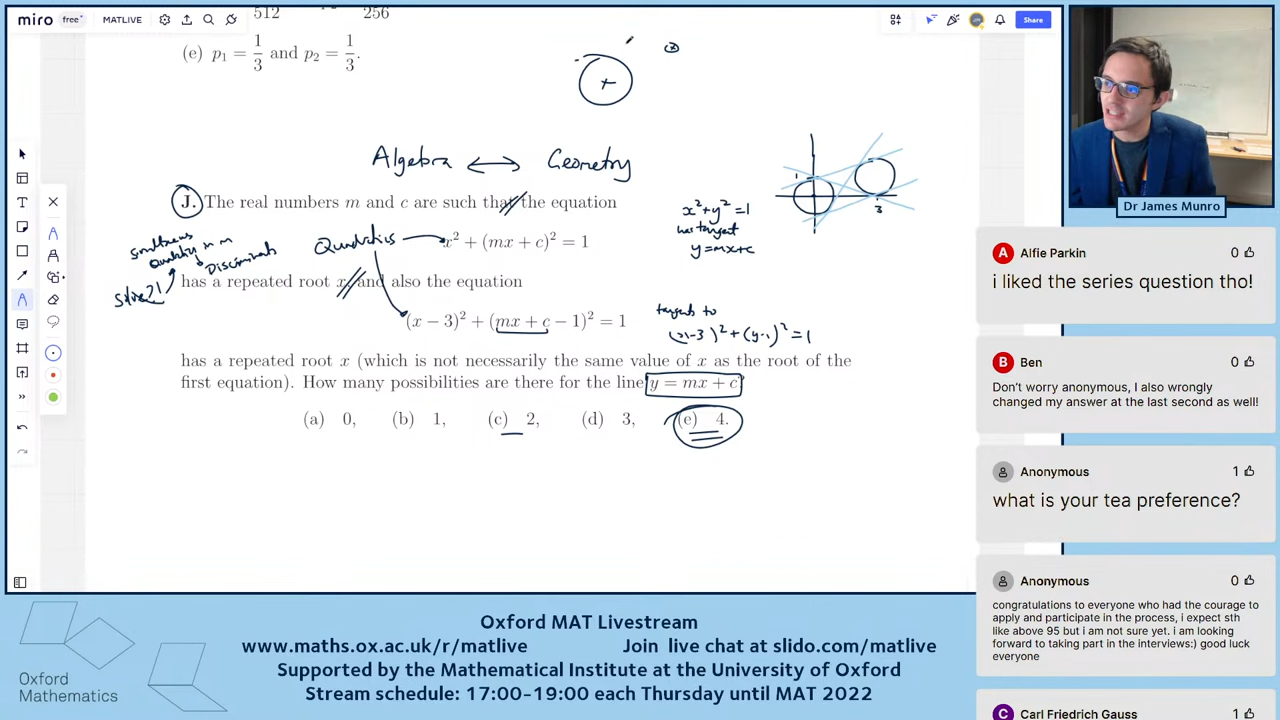 miro free MATLIVE Share
512 256
(e) p₁ = 1/3 and p₂ = 1/3.
Algebra ↔ Geometry
J. The real numbers m and c are such that the equation
x² + (mx + c)² = 1
Quadratics
simultaneous
Quadratics in m
Discriminants
Solve?!
x²+y²=1
has tangent
y=mx+c
1
3
has a repeated root x, and also the equation
(x − 3)² + (mx + c − 1)² = 1
tangent to
(x-3)²+(y-1)²=1
has a repeated root x (which is not necessarily the same value of x as the root of the
first equation). How many possibilities are there for the line y = mx + c?
(a) 0, (b) 1, (c) 2, (d) 3, (e) 4.
Dr James Munro
A Alfie Parkin 0
i liked the series question tho!
B Ben 0
Don't worry anonymous, I also wrongly
changed my answer at the last second as well!
Anonymous 1
what is your tea preference?
Anonymous 0
congratulations to everyone who had the courage to
apply and participate in the process, i expect sth
like above 95 but i am not sure yet. i am looking
forward to taking part in the interviews:) good luck
everyone
C Carl Friedrich Gauss 1
Oxford
Mathematics
Oxford MAT Livestream
www.maths.ox.ac.uk/r/matlive Join live chat at slido.com/matlive
Supported by the Mathematical Institute at the University of Oxford
Stream schedule: 17:00-19:00 each Thursday until MAT 2022